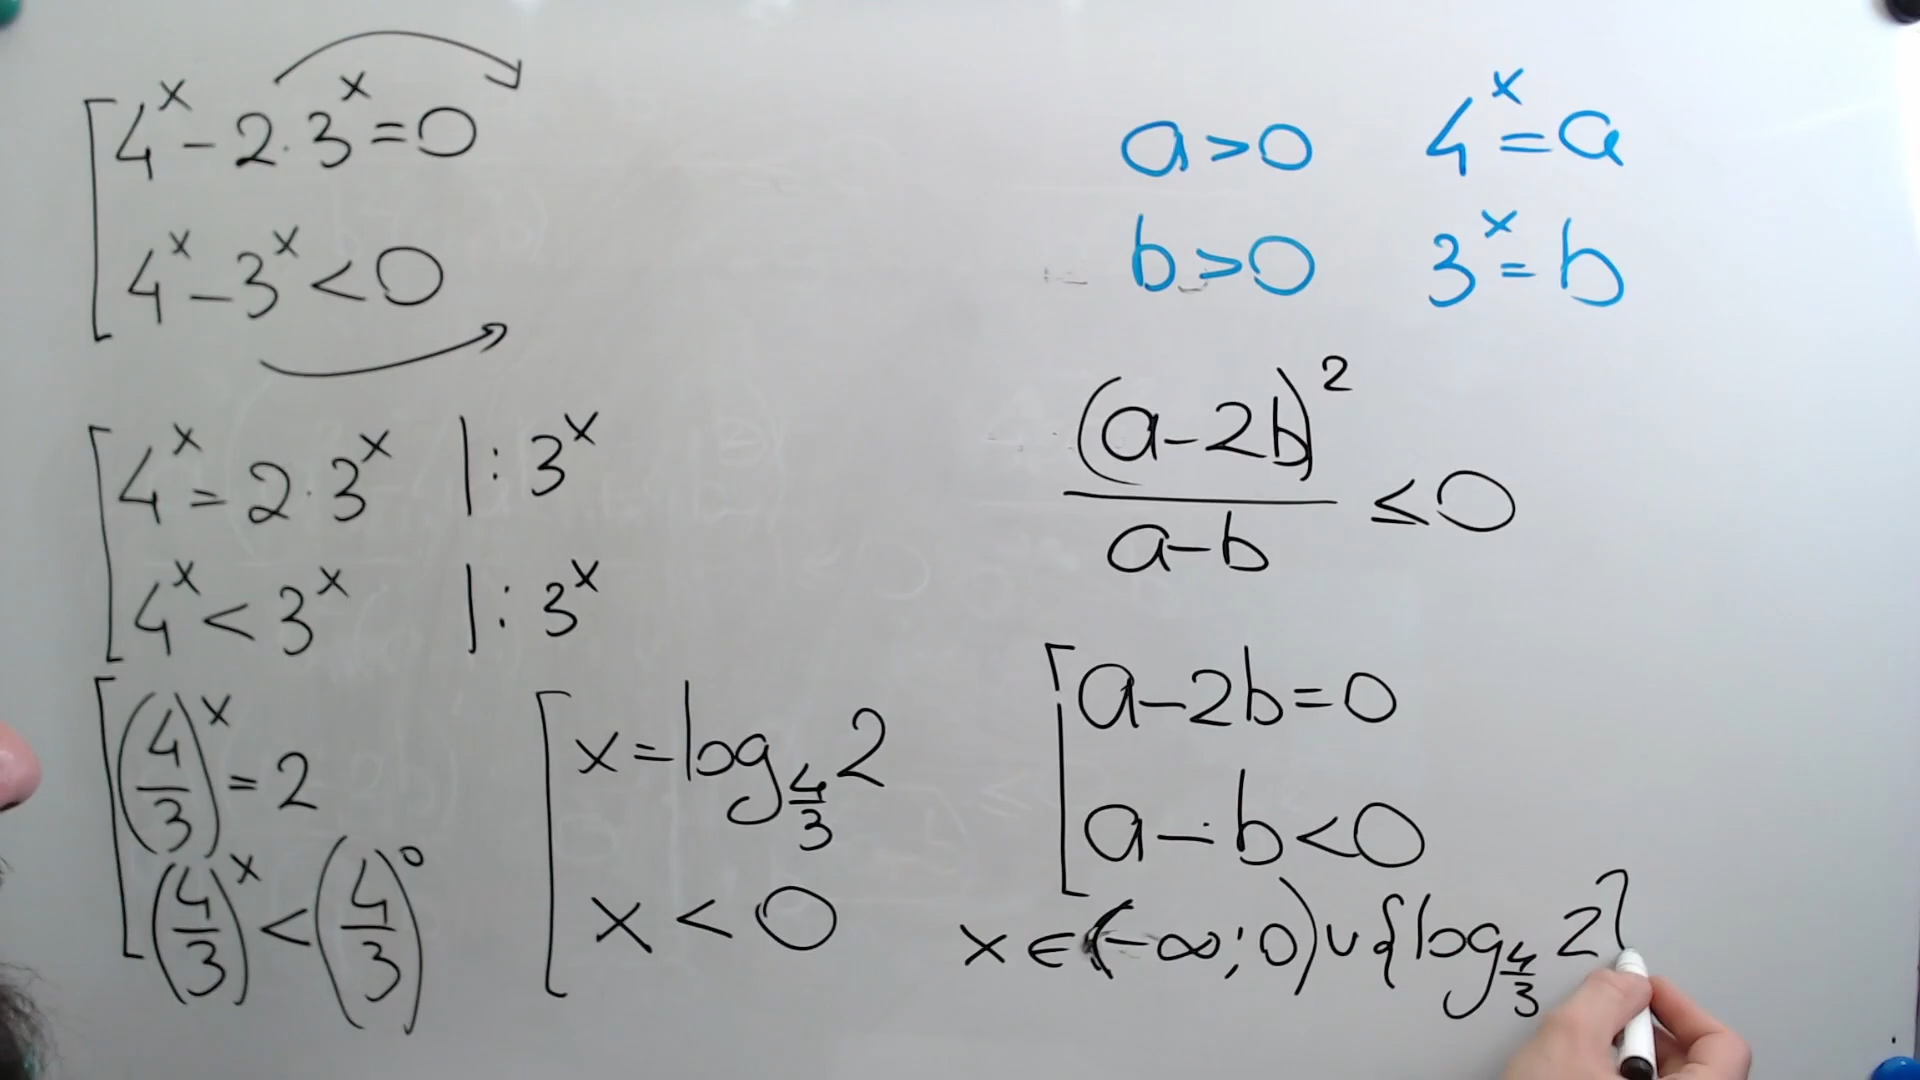 4^x - 2·3^x = 0
4^x - 3^x < 0
4^x = 2·3^x |:3^x
4^x < 3^x |:3^x
(4/3)^x = 2
(4/3)^x < (4/3)^0
x = log_{4/3} 2
x < 0
a > 0 4^x = a
b > 0 3^x = b
(a-2b)^2 / (a-b) ≤ 0
a - 2b = 0
a - b < 0
x ∈ (-∞; 0) ∪ {log_{4/3} 2}